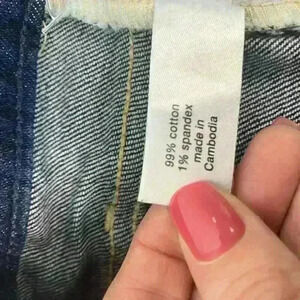 99% cotton
1% spandex
made in
Cambodia